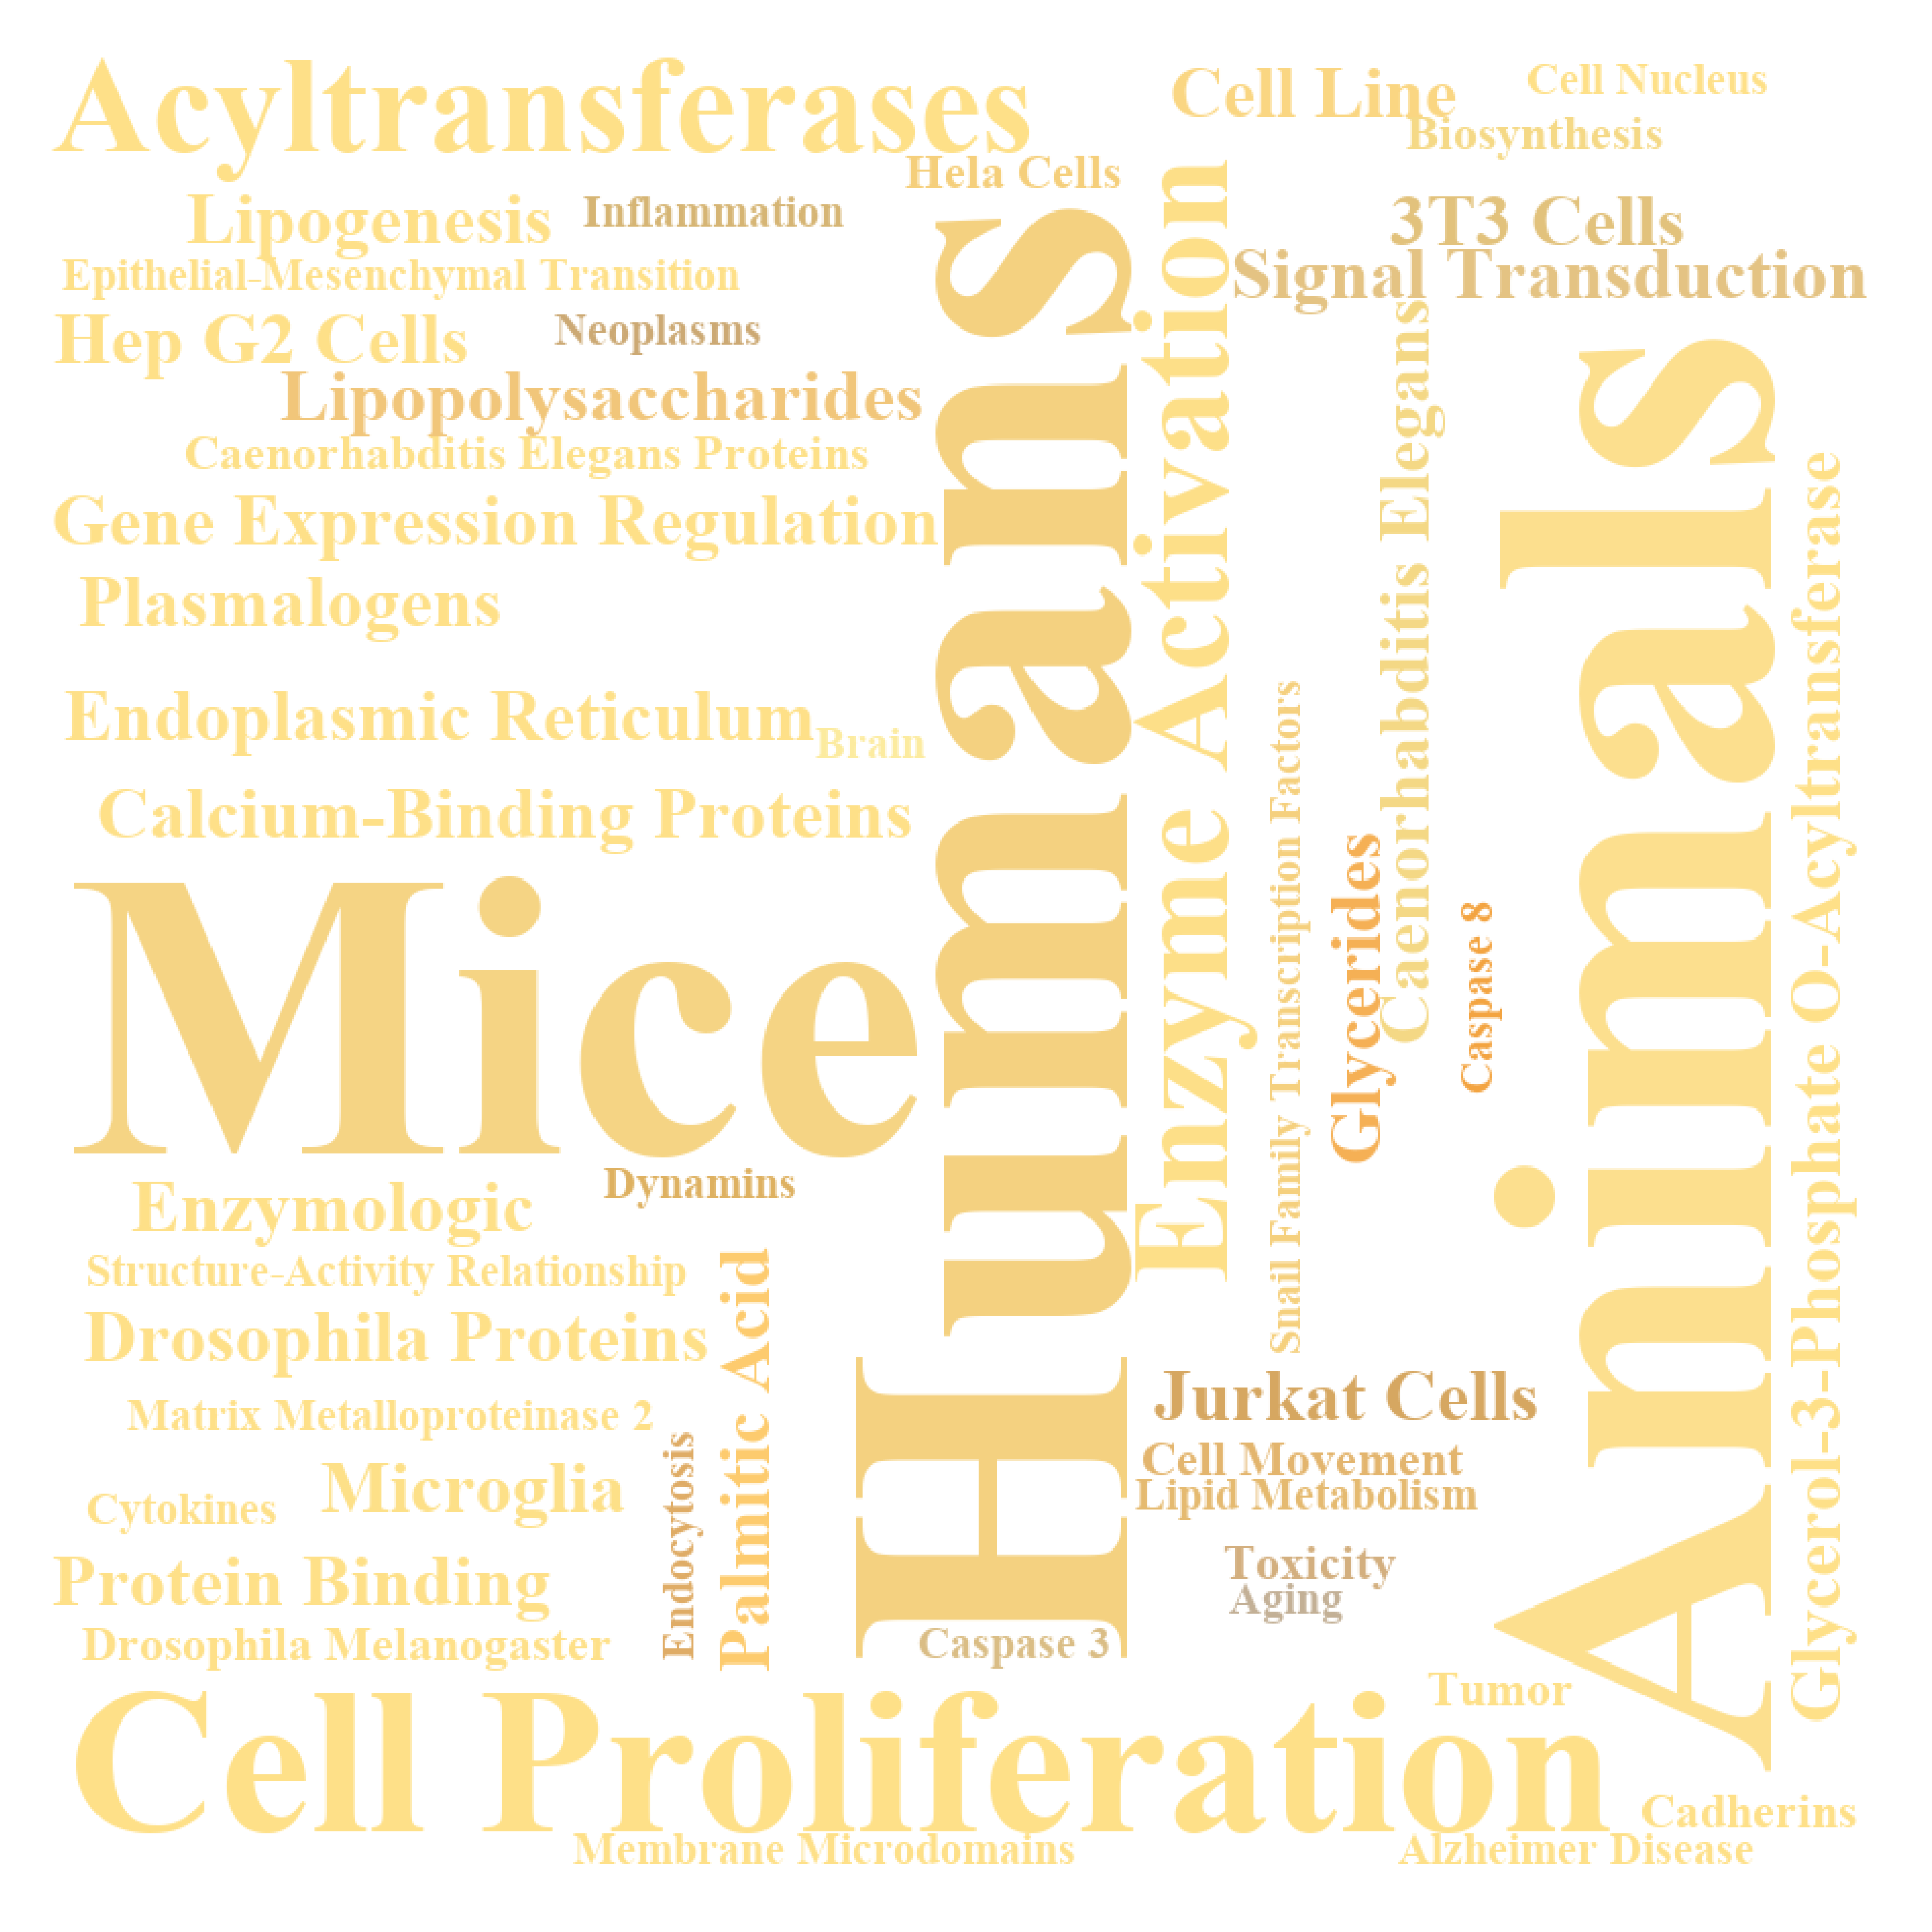 Acyltransferases
Cell Line
Cell Nucleus
Biosynthesis
Hela Cells
Lipogenesis
Inflammation
3T3 Cells
Signal Transduction
Epithelial-Mesenchymal Transition
Hep G2 Cells
Neoplasms
Lipopolysaccharides
Caenorhabditis Elegans Proteins
Gene Expression Regulation
Plasmalogens
Endoplasmic Reticulum
Brain
Calcium-Binding Proteins
Mice
Humans
Enzyme Activation
Snail Family Transcription Factors
Glycerides
Caenorhabditis Elegans
Caspase 8
Animals
Glycerol-3-Phosphate O-Acyltransferase
Dynamins
Enzymologic
Structure-Activity Relationship
Drosophila Proteins
Matrix Metalloproteinase 2
Microglia
Cytokines
Endocytosis
Palmitic Acid
Protein Binding
Drosophila Melanogaster
Jurkat Cells
Cell Movement
Lipid Metabolism
Toxicity
Aging
Caspase 3
Tumor
Cell Proliferation
Cadherins
Membrane Microdomains
Alzheimer Disease